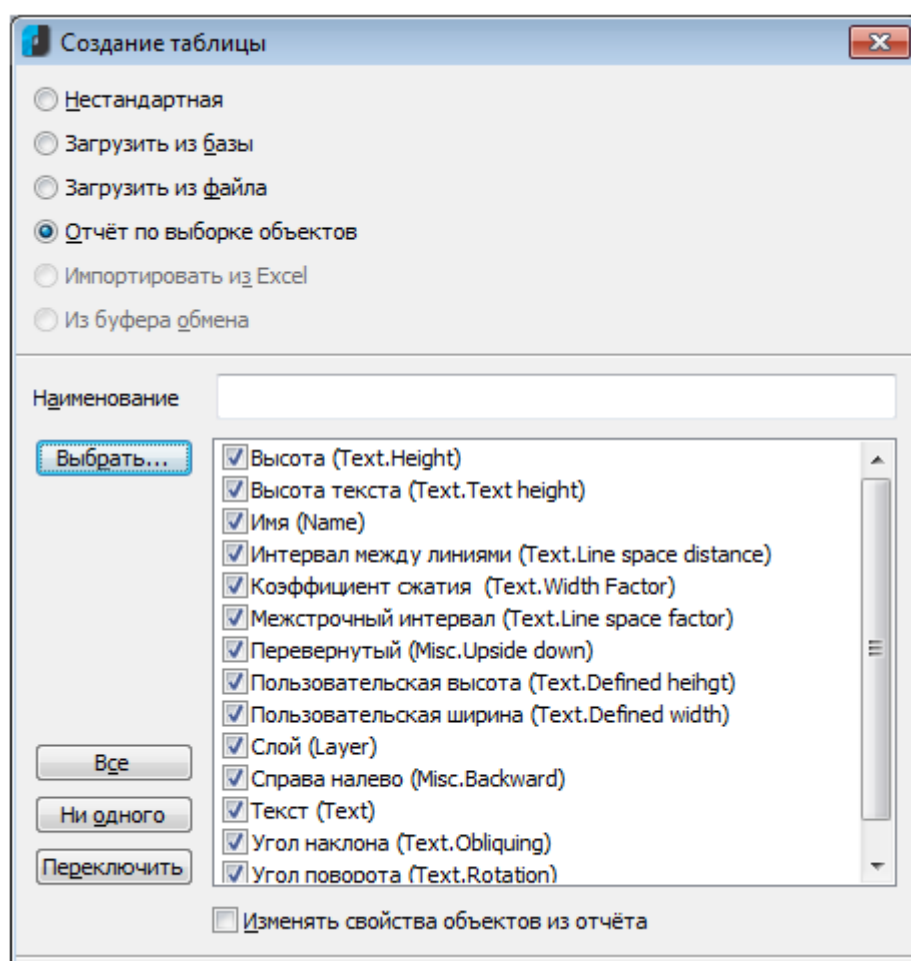 Создание таблицы
Нестандартная
Загрузить из базы
Загрузить из файла
Отчёт по выборке объектов
Импортировать из Excel
Из буфера обмена
Наименование
Выбрать...
Высота (Text.Height)
Высота текста (Text.Text height)
Имя (Name)
Интервал между линиями (Text.Line space distance)
Коэффициент сжатия (Text.Width Factor)
Межстрочный интервал (Text.Line space factor)
Перевернутый (Misc.Upside down)
Пользовательская высота (Text.Defined heihgt)
Пользовательская ширина (Text.Defined width)
Слой (Layer)
Справа налево (Misc.Backward)
Текст (Text)
Угол наклона (Text.Obliquing)
Угол поворота (Text.Rotation)
Все
Ни одного
Переключить
Изменять свойства объектов из отчёта